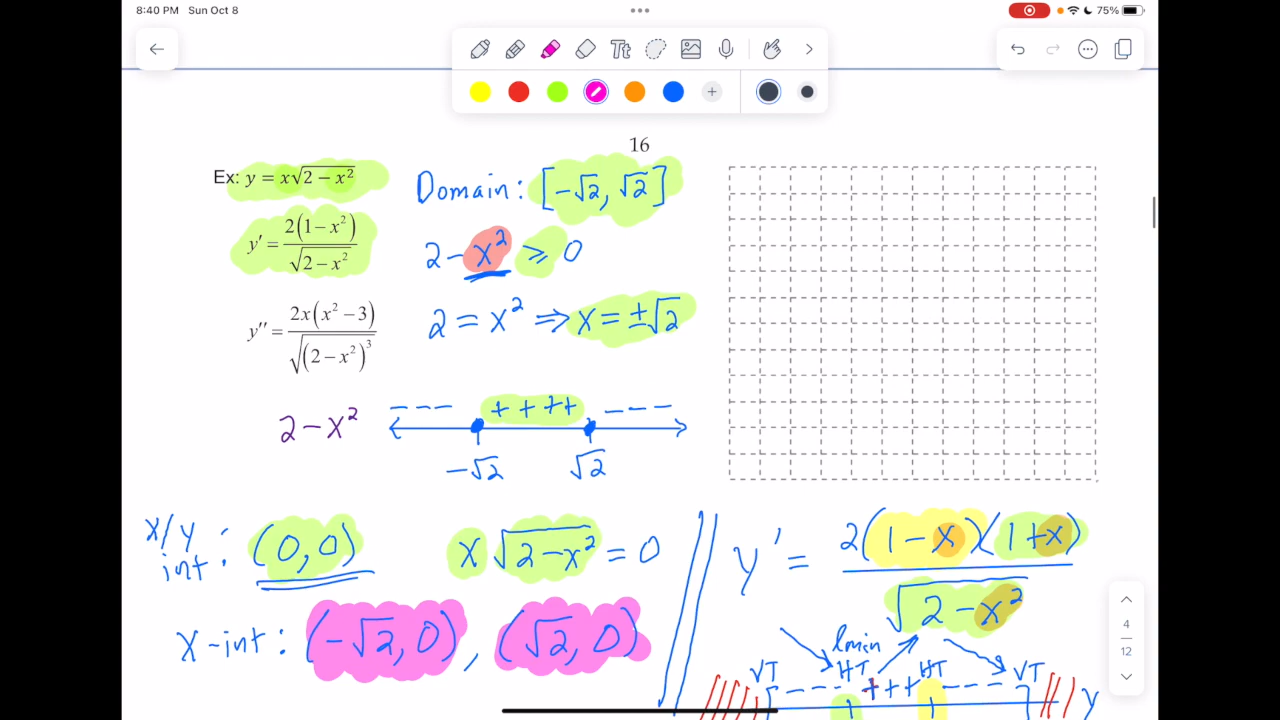 8:40 PM Sun Oct 8
75%
Tt
16
Ex: y = x√(2 − x²)
Domain: [-√2, √2]
y' = 2(1 − x²) / √(2 − x²)
2 - x² ≥ 0
y'' = 2x(x² − 3) / √((2 − x²)³)
2 = x² ⇒ x = ±√2
2 - x²
- - - + + + + - - -
-√2 √2
x/y int: (0,0)
x √(2-x²) = 0
x-int: (-√2, 0), (√2, 0)
y' = 2(1-x)(1+x) / √(2-x²)
lmin
VT HT HT VT
- - - - + + + - - - -
y
4
12